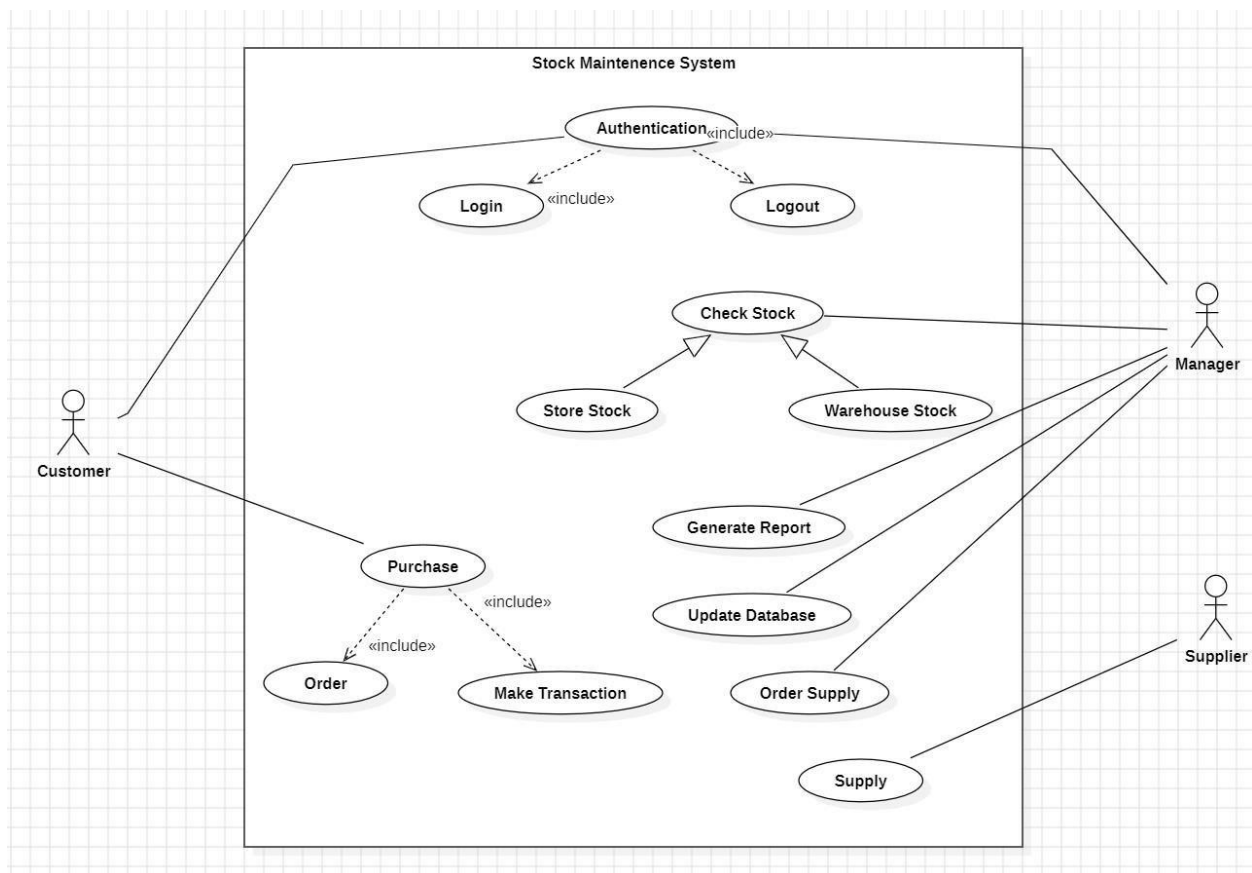 Stock Maintenence System
Authentication
«include»
Login
«include»
Logout
Check Stock
Manager
Store Stock
Warehouse Stock
Customer
Generate Report
Purchase
«include»
Update Database
«include»
Supplier
Order
Make Transaction
Order Supply
Supply